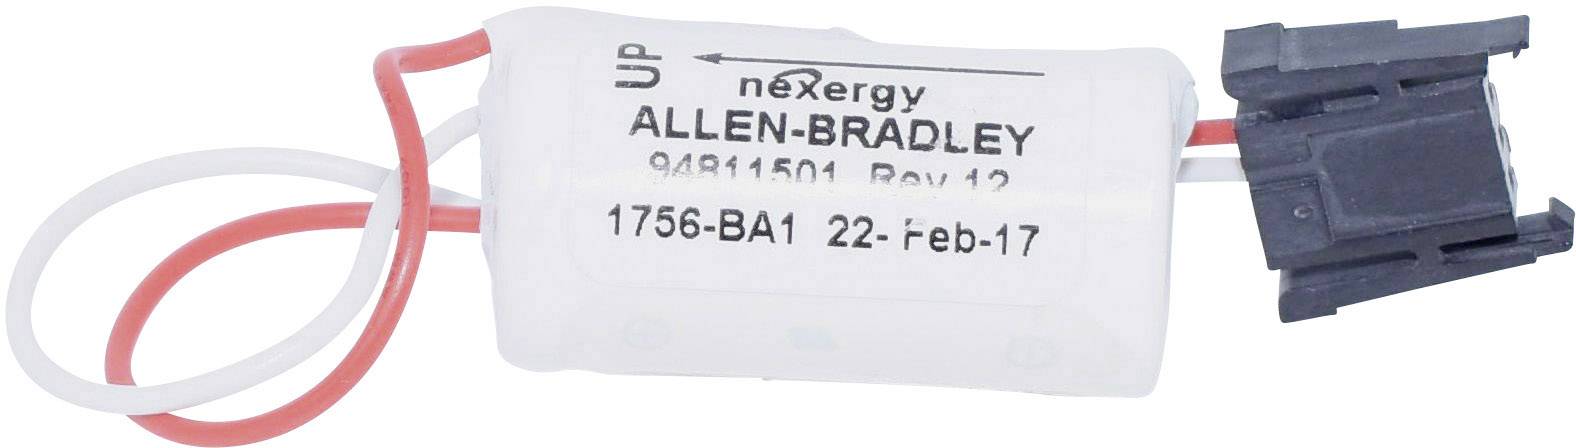 UP
nexergy
ALLEN-BRADLEY
94811501 Rev 12
1756-BA1 22-Feb-17